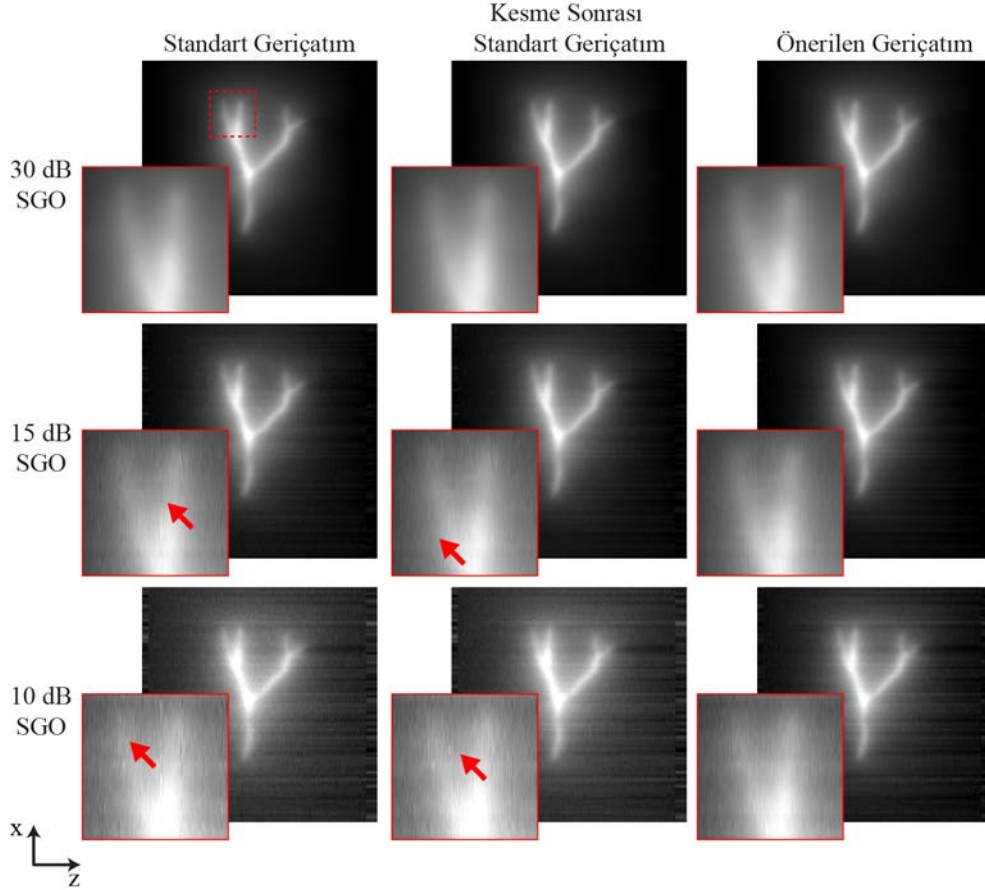 Kesme Sonrası
Standart Geriçatım Standart Geriçatım Önerilen Geriçatım
30 dB
SGO
15 dB
SGO
10 dB
SGO
x
z